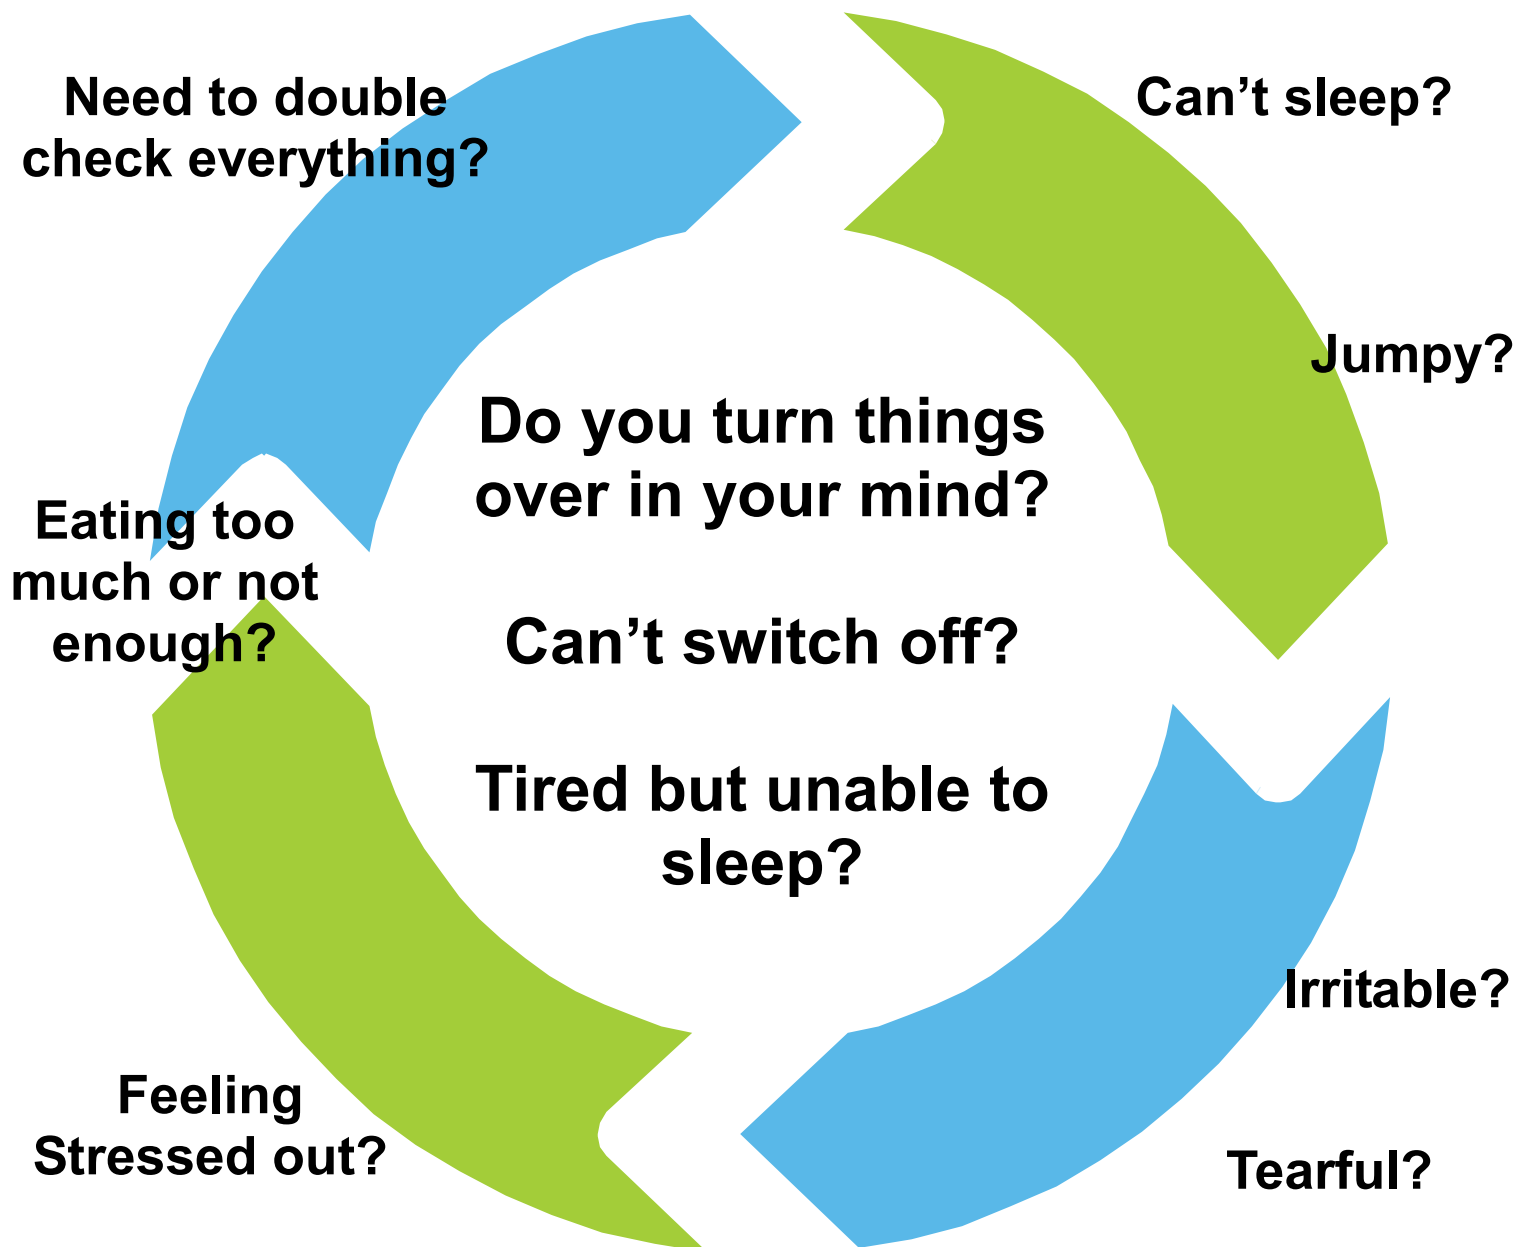 Need to double
check everything?
Can’t sleep?
Jumpy?
Do you turn things
over in your mind?
Can’t switch off?
Tired but unable to
sleep?
Eating too
much or not
enough?
Irritable?
Feeling
Stressed out?
Tearful?